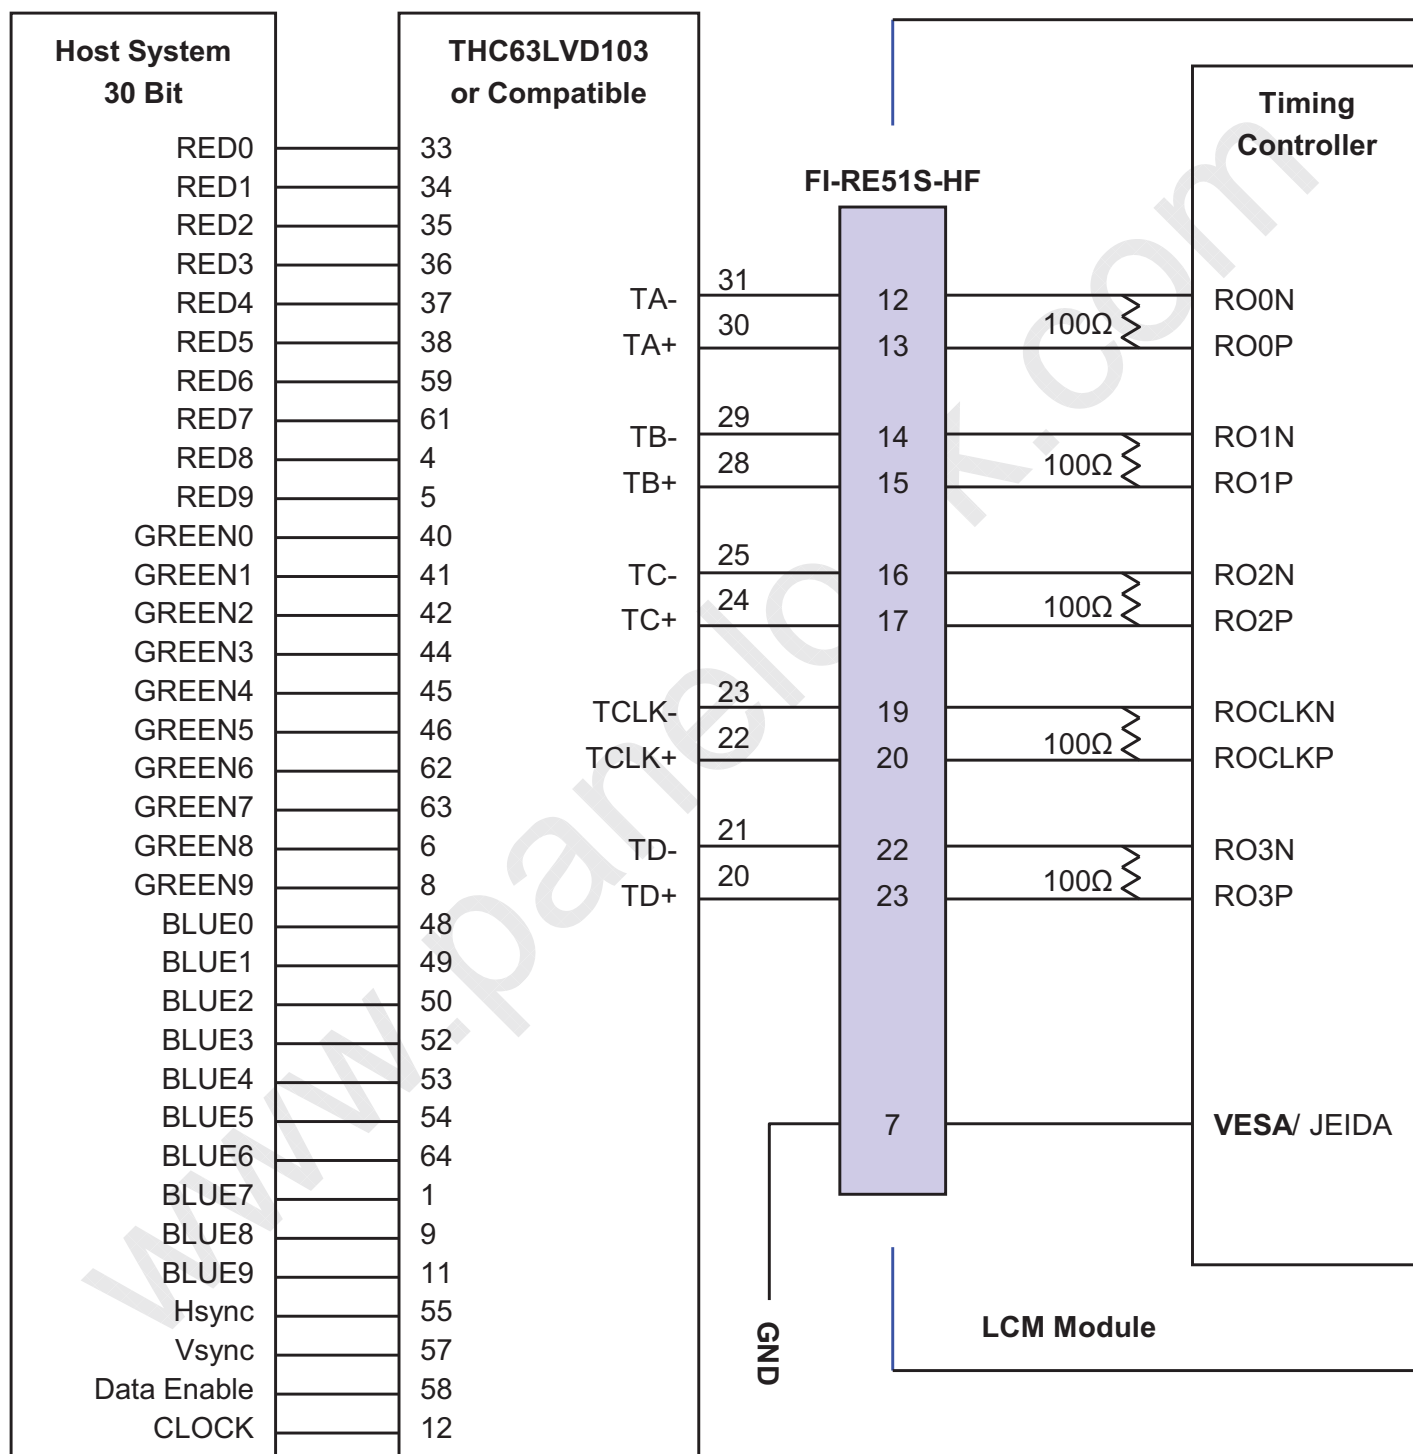 Host System
30 Bit
RED0
RED1
RED2
RED3
RED4
RED5
RED6
RED7
RED8
RED9
GREEN0
GREEN1
GREEN2
GREEN3
GREEN4
GREEN5
GREEN6
GREEN7
GREEN8
GREEN9
BLUE0
BLUE1
BLUE2
BLUE3
BLUE4
BLUE5
BLUE6
BLUE7
BLUE8
BLUE9
Hsync
Vsync
Data Enable
CLOCK
THC63LVD103
or Compatible
33
34
35
36
37
38
59
61
4
5
40
41
42
44
45
46
62
63
6
8
48
49
50
52
53
54
64
1
9
11
55
57
58
12
TA-
TA+
TB-
TB+
TC-
TC+
TCLK-
TCLK+
TD-
TD+
31
30
29
28
25
24
23
22
21
20
GND
FI-RE51S-HF
12
13
14
15
16
17
19
20
22
23
7
100Ω
100Ω
100Ω
100Ω
100Ω
Timing
Controller
RO0N
RO0P
RO1N
RO1P
RO2N
RO2P
ROCLKN
ROCLKP
RO3N
RO3P
VESA/ JEIDA
LCM Module